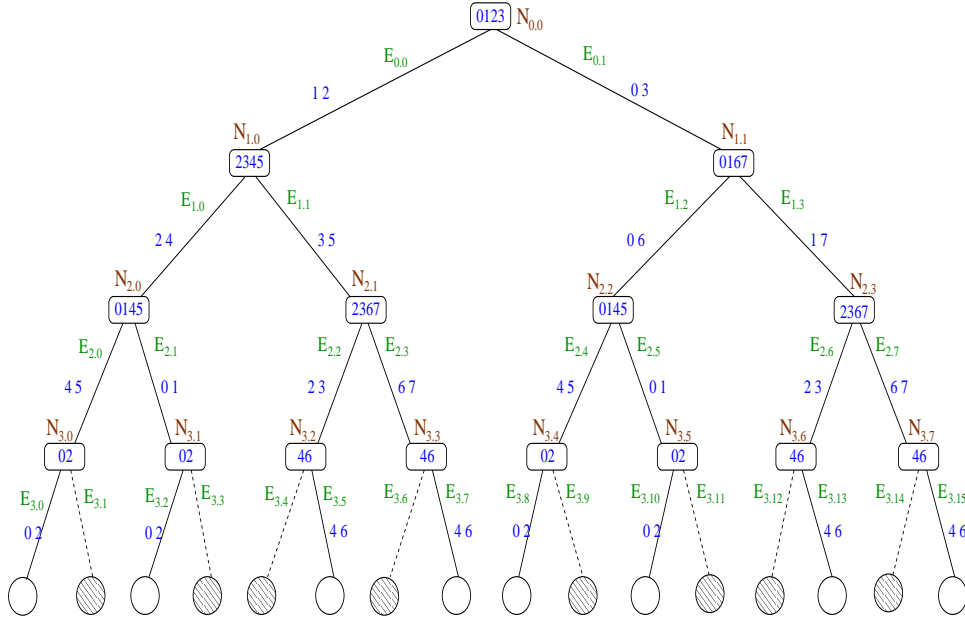 0123 N0.0
E0.0 E0.1
1 2 0 3
N1.0 N1.1
2345 0167
E1.0 E1.1 E1.2 E1.3
2 4 3 5 0 6 1 7
N2.0 N2.1 N2.2 N2.3
0145 2367 0145 2367
E2.0 E2.1 E2.2 E2.3 E2.4 E2.5 E2.6 E2.7
4 5 0 1 2 3 6 7 4 5 0 1 2 3 6 7
N3.0 N3.1 N3.2 N3.3 N3.4 N3.5 N3.6 N3.7
02 02 46 46 02 02 46 46
E3.0 E3.1 E3.2 E3.3 E3.4 E3.5 E3.6 E3.7 E3.8 E3.9 E3.10 E3.11 E3.12 E3.13 E3.14 E3.15
0 2 0 2 4 6 4 6 0 2 0 2 4 6 4 6